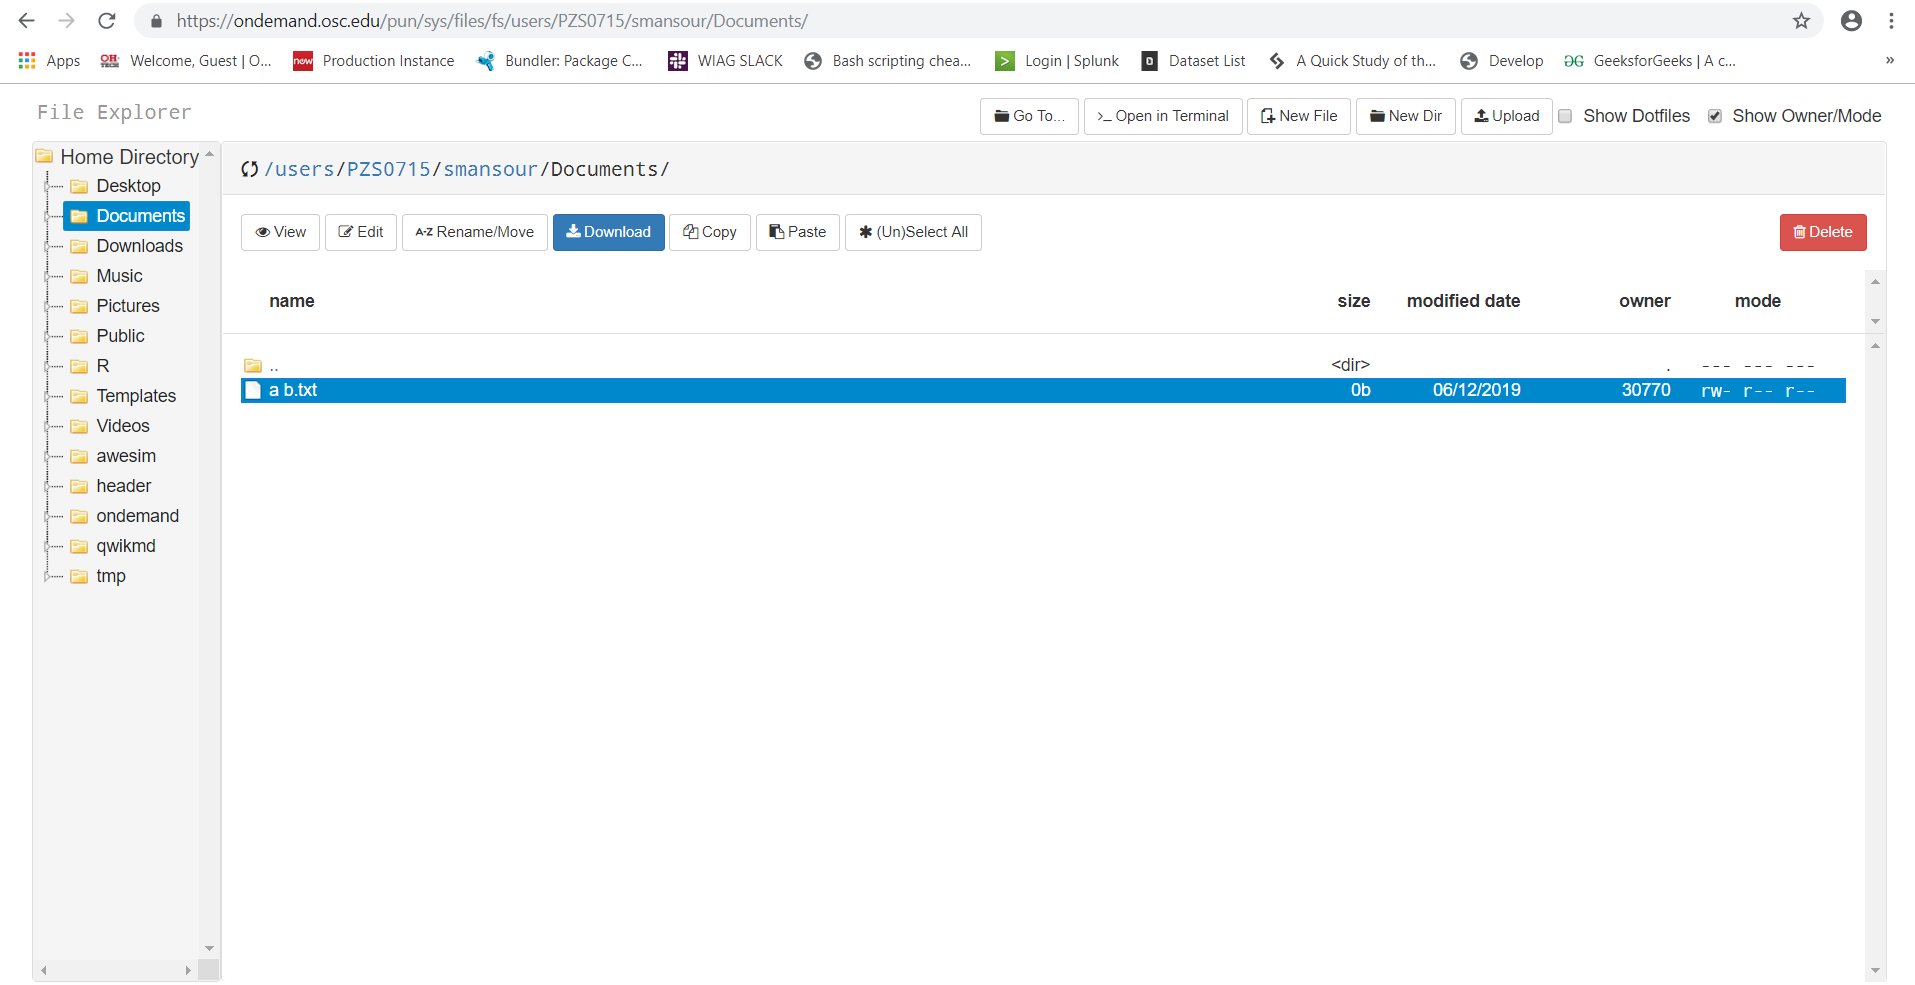 https://ondemand.osc.edu/pun/sys/files/fs/users/PZS0715/smansour/Documents/
Apps OH·TECH Welcome, Guest | O... now Production Instance Bundler: Package C... WIAG SLACK Bash scripting chea... > Login | Splunk D Dataset List A Quick Study of th... Develop GeeksforGeeks | A c... »
File Explorer
Go To... >_ Open in Terminal New File New Dir Upload Show Dotfiles Show Owner/Mode
Home Directory
Desktop
Documents
Downloads
Music
Pictures
Public
R
Templates
Videos
awesim
header
ondemand
qwikmd
tmp
/users/PZS0715/smansour/Documents/
View Edit A-Z Rename/Move Download Copy Paste ✱ (Un)Select All Delete
name size modified date owner mode
.. <dir> . --- --- ---
a b.txt 0b 06/12/2019 30770 rw- r-- r--